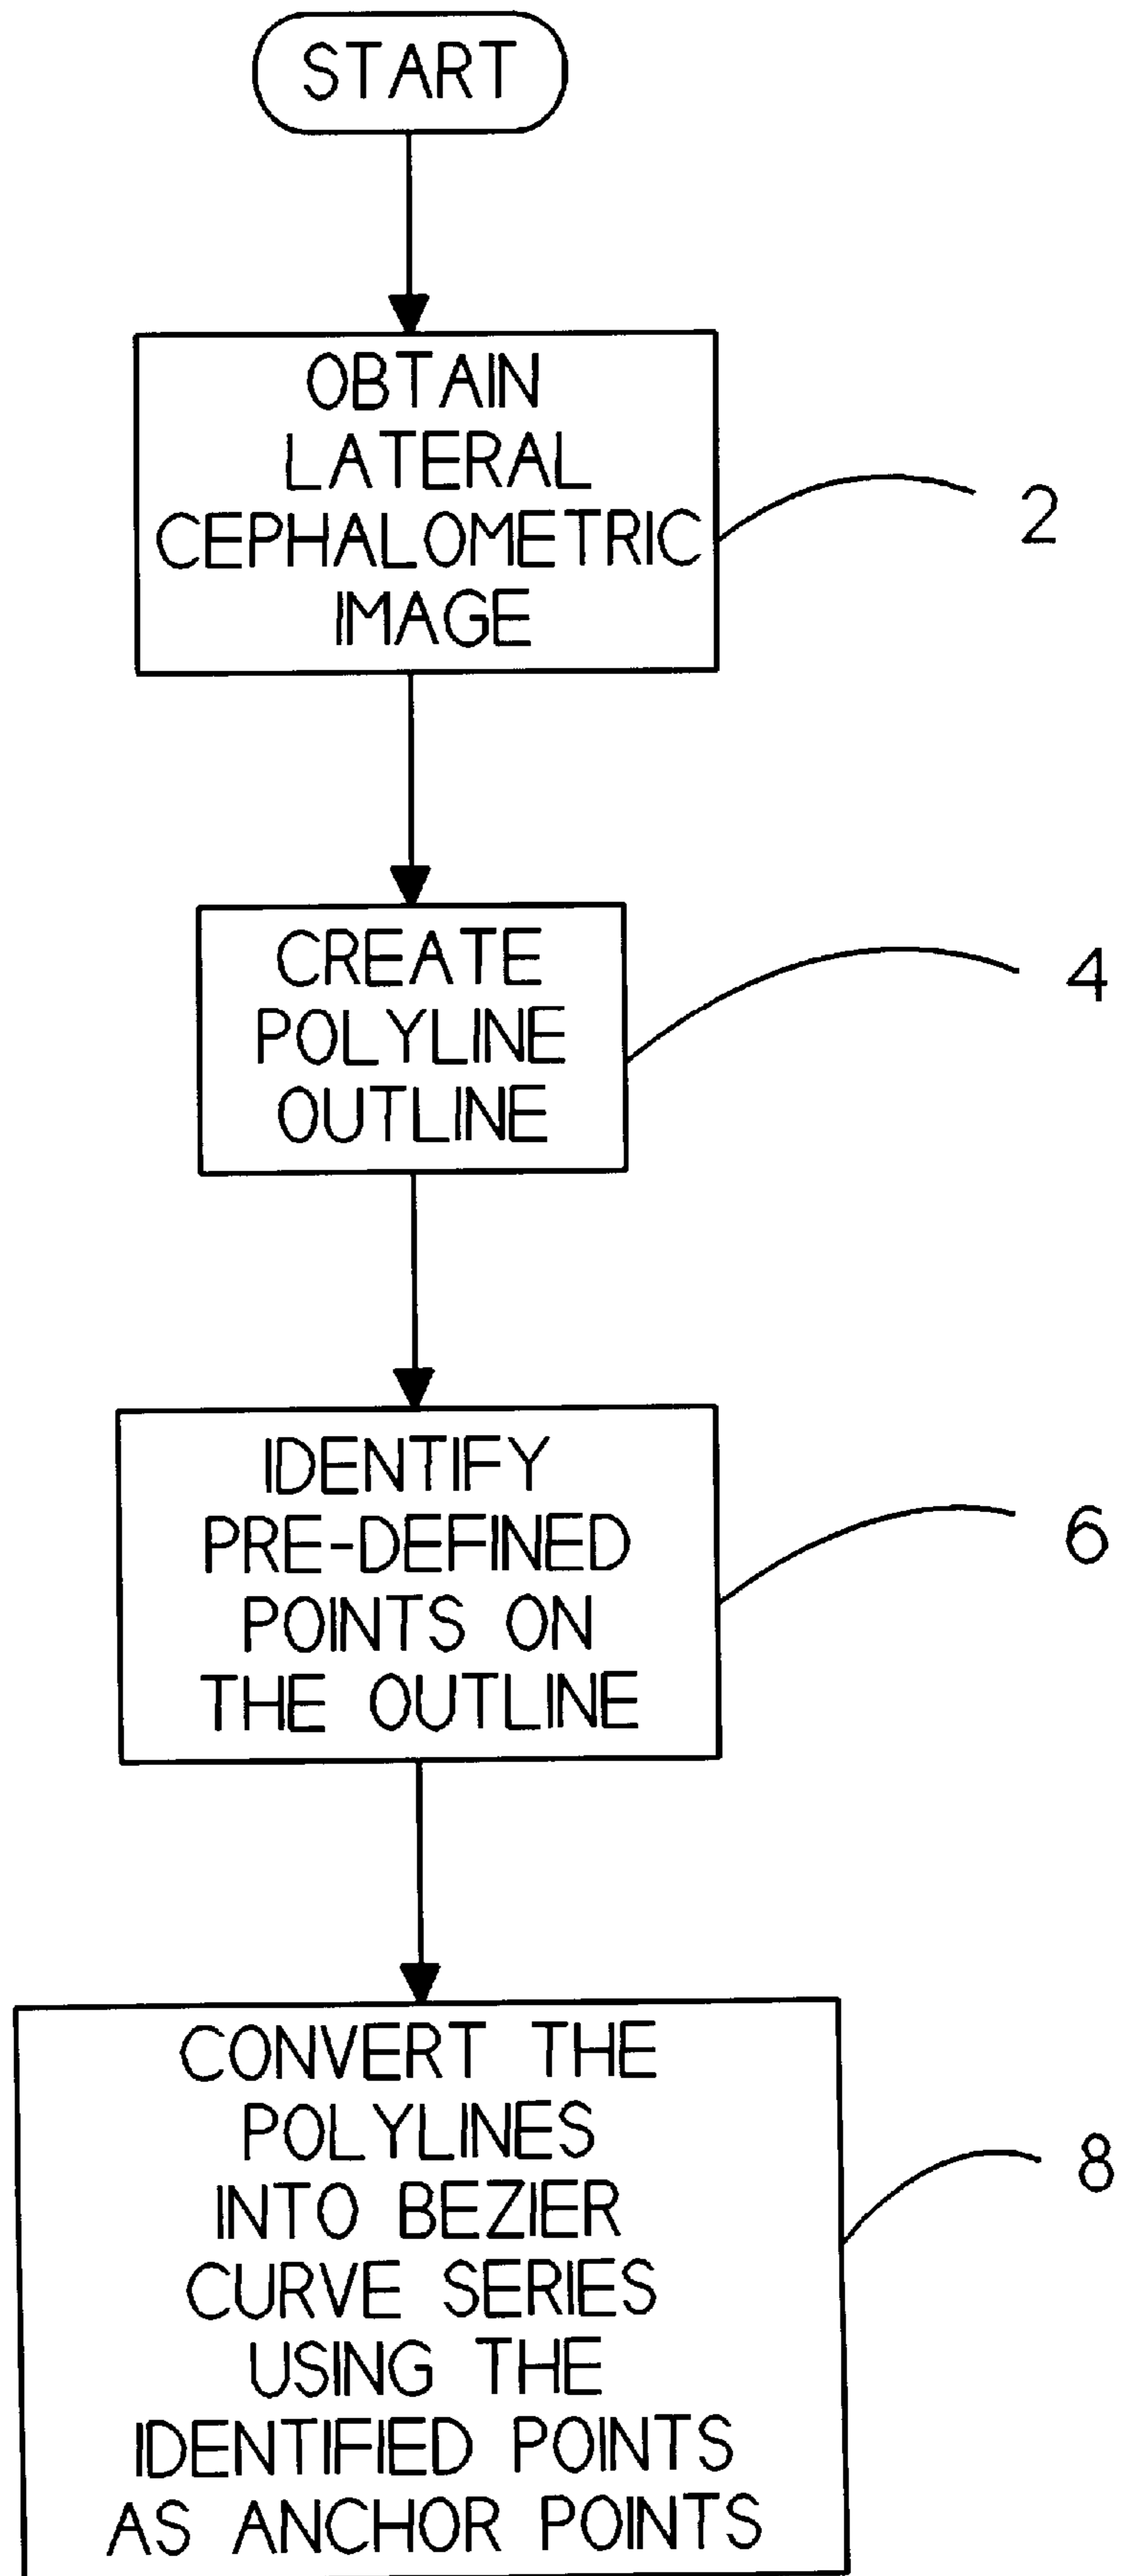 START
OBTAIN
LATERAL
CEPHALOMETRIC
IMAGE
2
CREATE
POLYLINE
OUTLINE
4
IDENTIFY
PRE-DEFINED
POINTS ON
THE OUTLINE
6
CONVERT THE
POLYLINES
INTO BEZIER
CURVE SERIES
USING THE
IDENTIFIED POINTS
AS ANCHOR POINTS
8